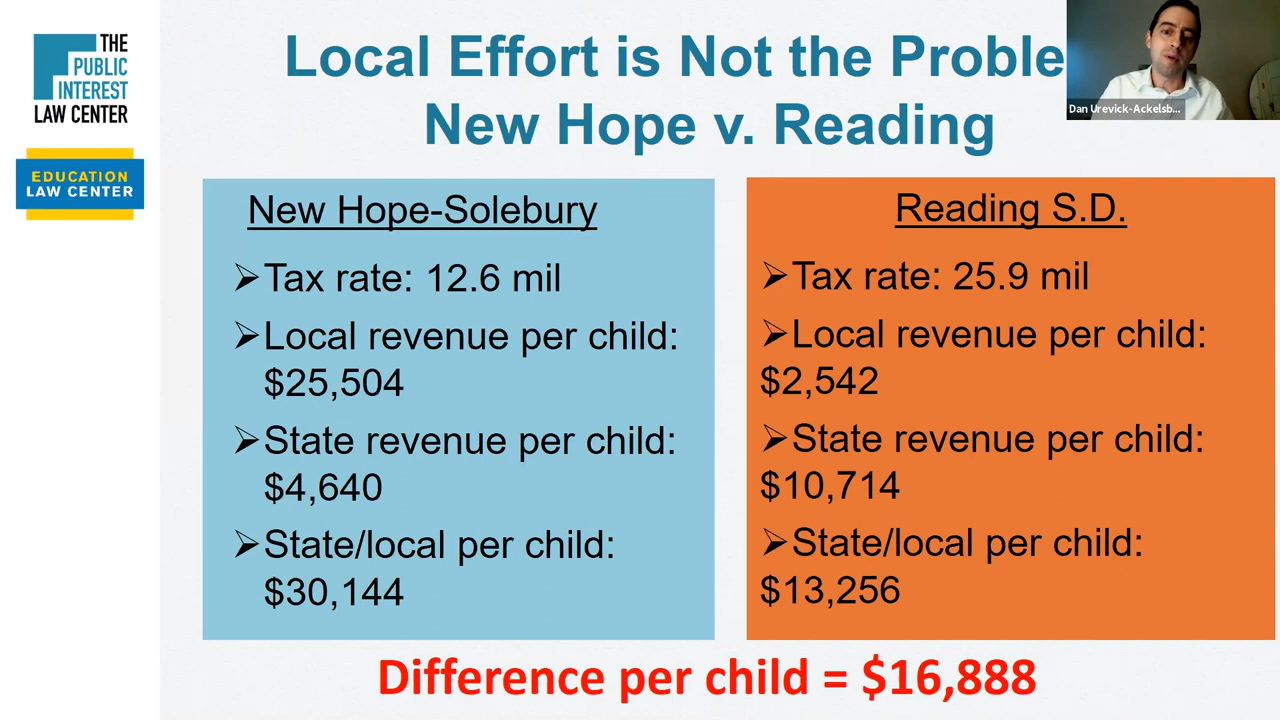 THE
PUBLIC
INTEREST
LAW CENTER
EDUCATION
LAW CENTER
Local Effort is Not the Proble
New Hope v. Reading
Dan Urevick-Ackelsb...
New Hope-Solebury
➢Tax rate: 12.6 mil
➢Local revenue per child:
$25,504
➢State revenue per child:
$4,640
➢State/local per child:
$30,144
Reading S.D.
➢Tax rate: 25.9 mil
➢Local revenue per child:
$2,542
➢State revenue per child:
$10,714
➢State/local per child:
$13,256
Difference per child = $16,888